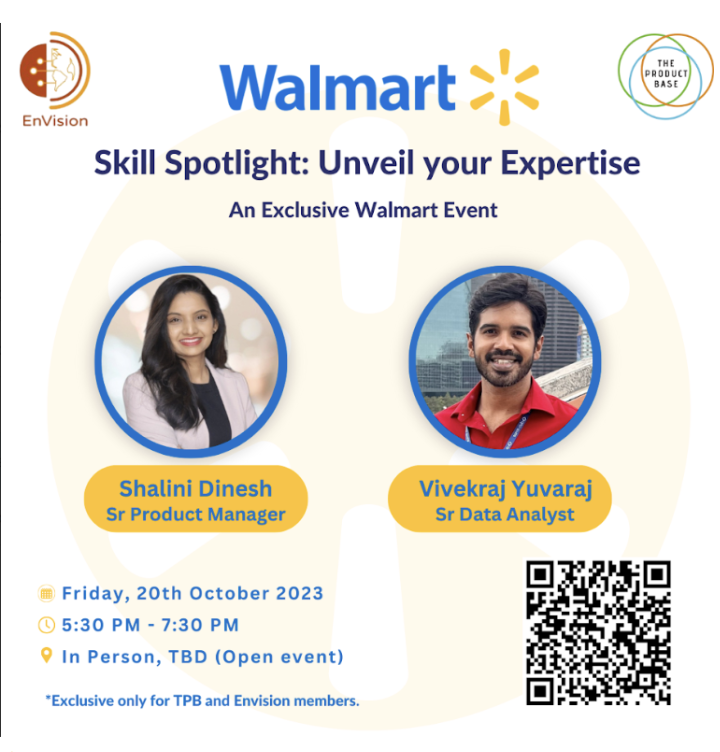 EnVision
Walmart
THE
PRODUCT
BASE
Skill Spotlight: Unveil your Expertise
An Exclusive Walmart Event
Shalini Dinesh
Sr Product Manager
Vivekraj Yuvaraj
Sr Data Analyst
Friday, 20th October 2023
5:30 PM - 7:30 PM
In Person, TBD (Open event)
*Exclusive only for TPB and Envision members.